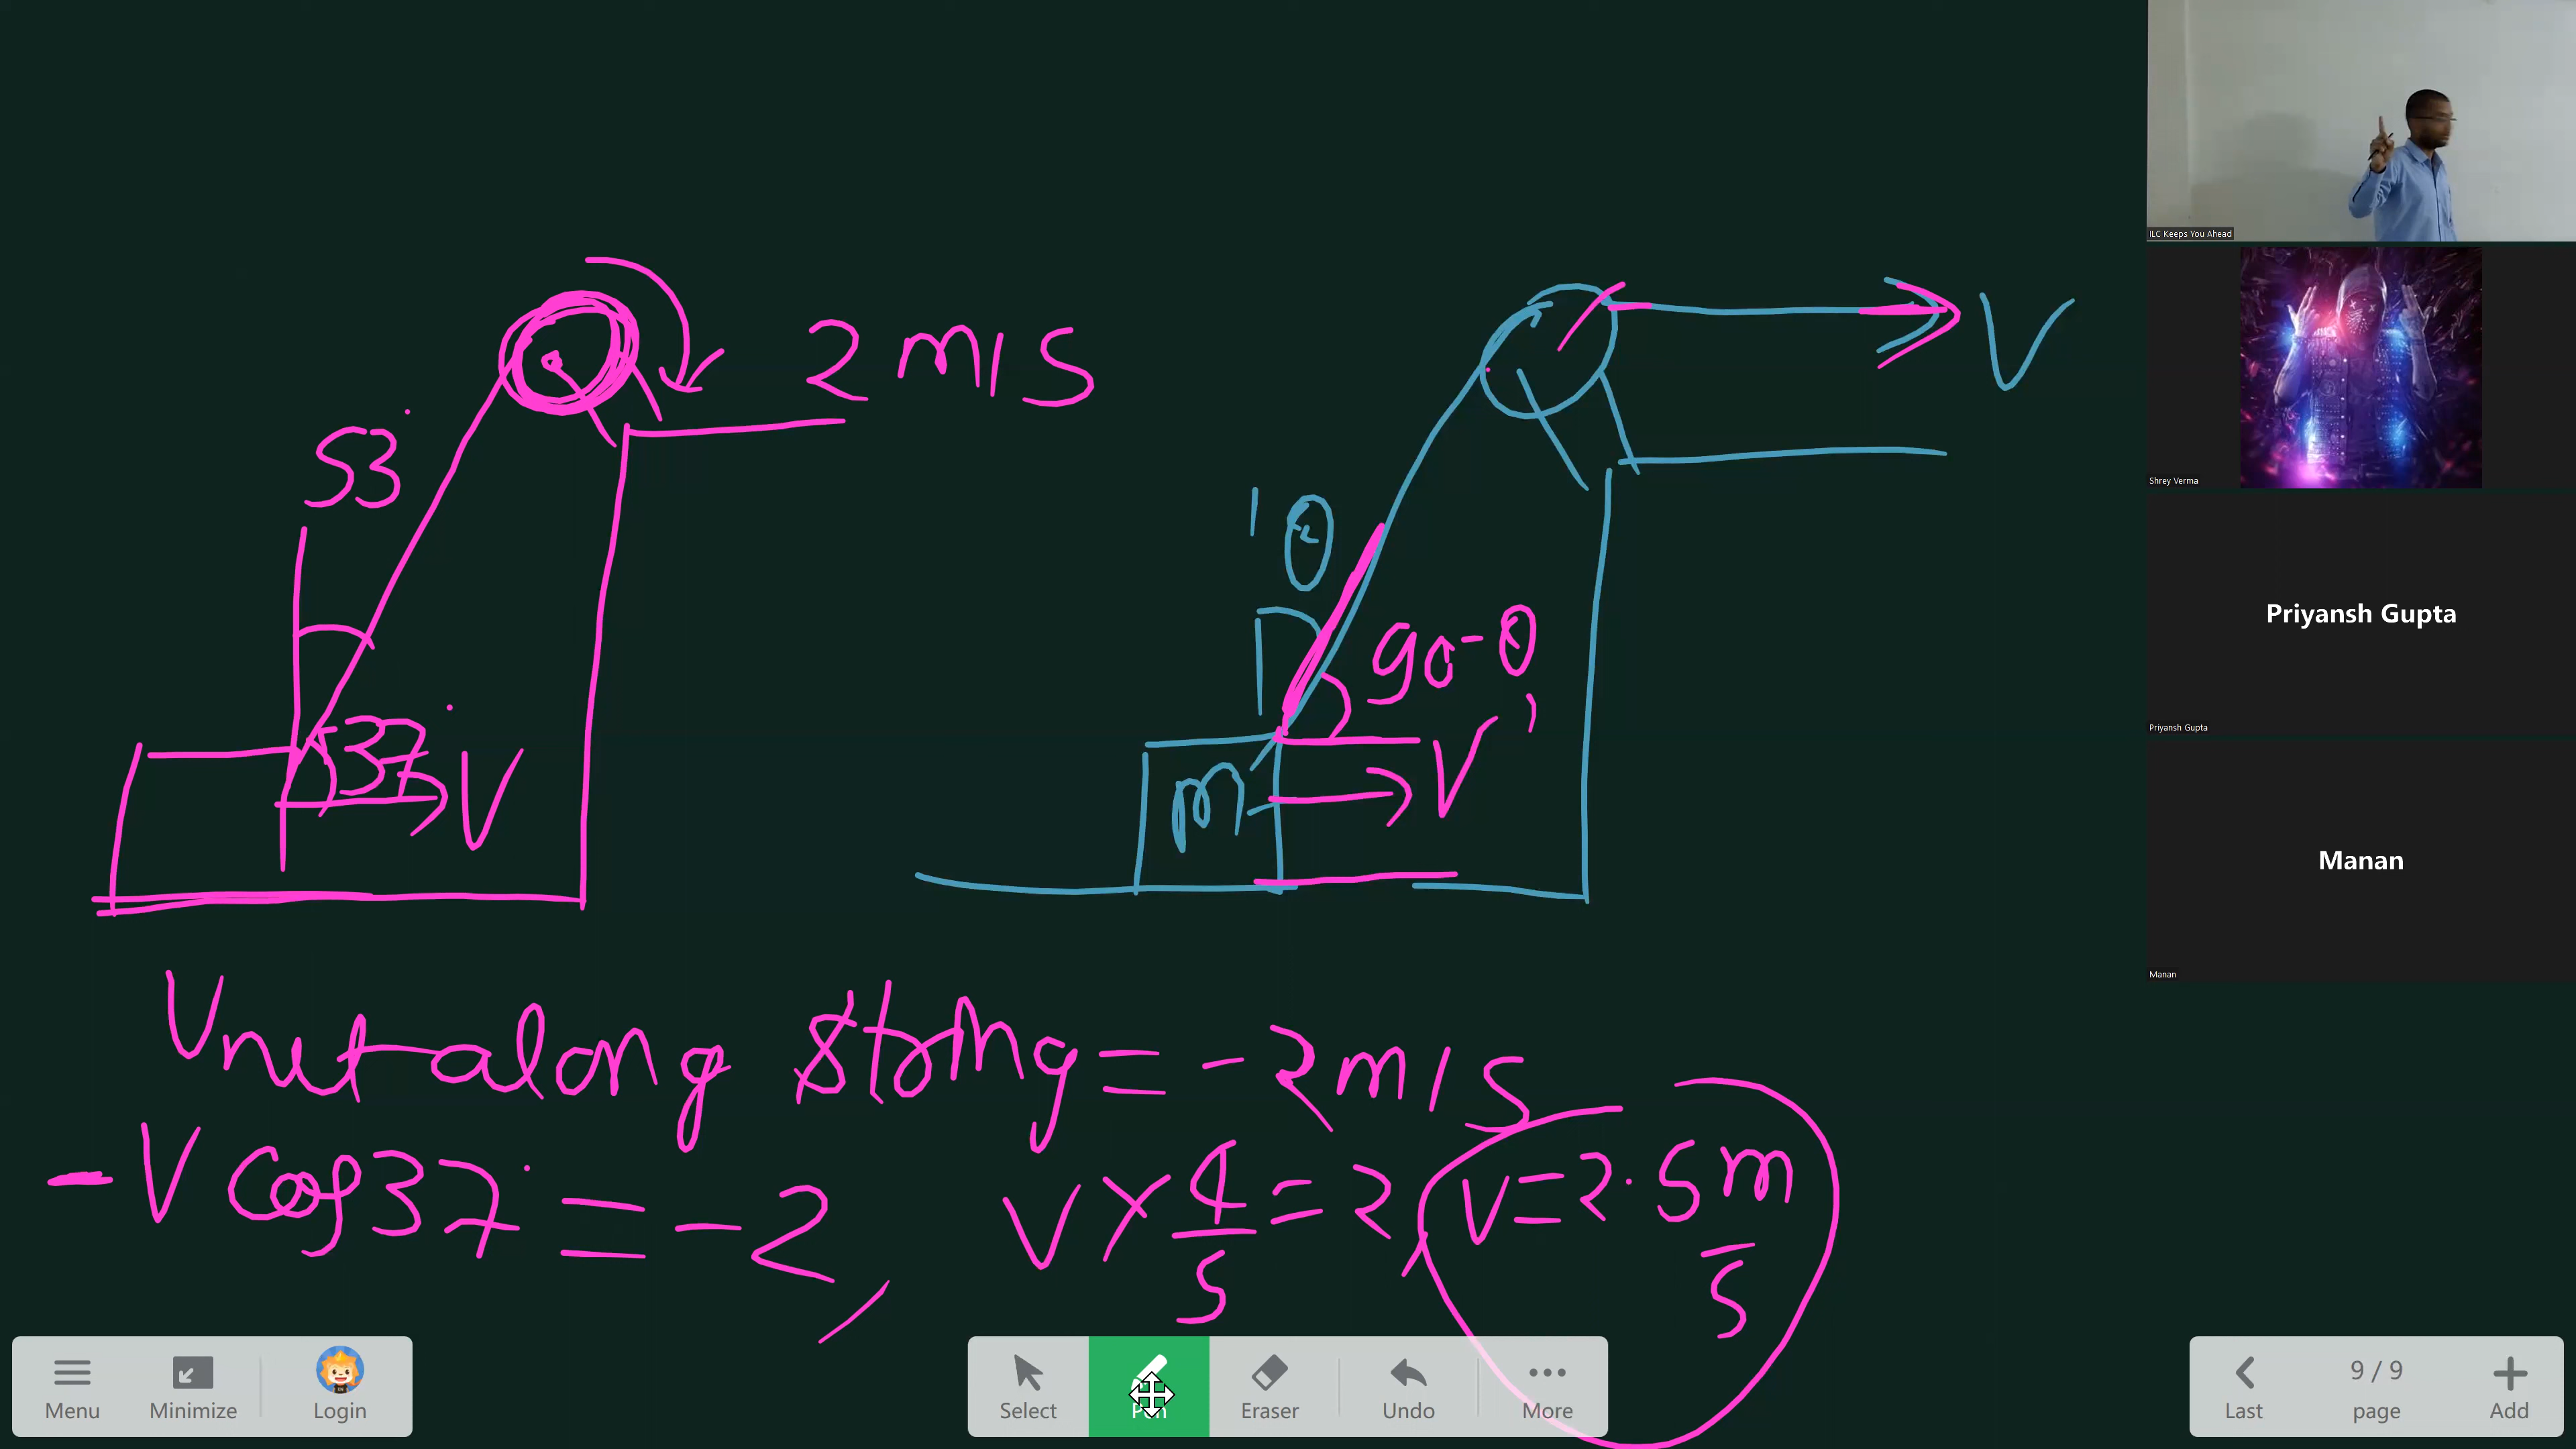 ILC Keeps You Ahead
2 m/s
V
53°
θ
Shrey Verma
90-θ
37°
V
m
V'
Priyansh Gupta
Priyansh Gupta
Manan
Manan
Vnet along string = -2m/s
-V cos37° = -2, V × 4/5 = 2, V = 2.5 m/s
Menu
Minimize
Login
Select
Pen
Eraser
Undo
More
Last
9 / 9
page
Add